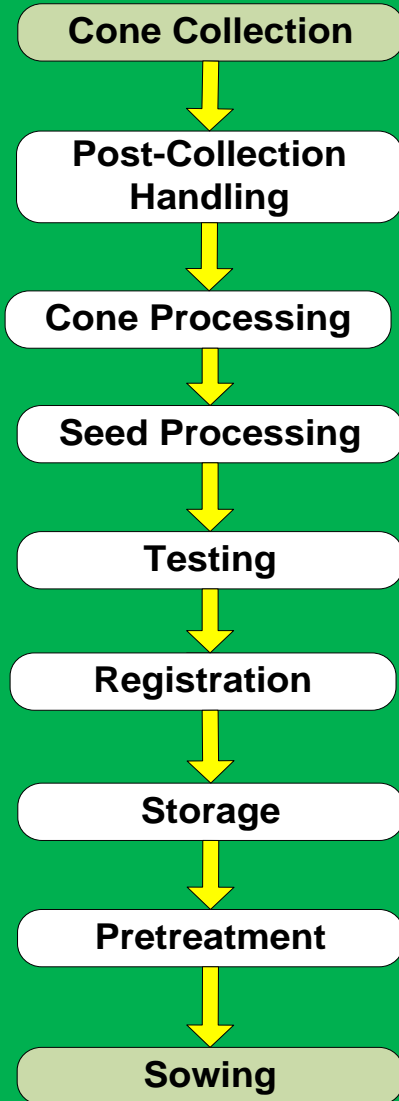 Cone Collection
Post-Collection
Handling
Cone Processing
Seed Processing
Testing
Registration
Storage
Pretreatment
Sowing